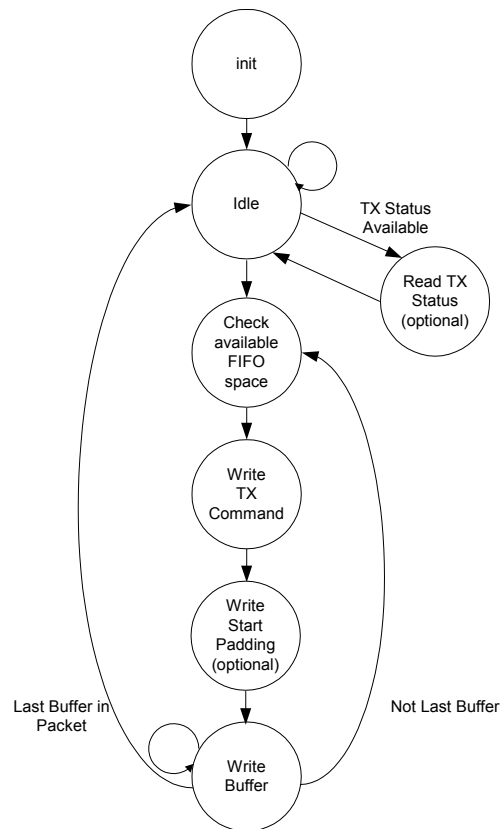 init
Idle
TX Status
Available
Read TX
Status
(optional)
Check
available
FIFO
space
Write
TX
Command
Write
Start
Padding
(optional)
Last Buffer in
Packet
Not Last Buffer
Write
Buffer